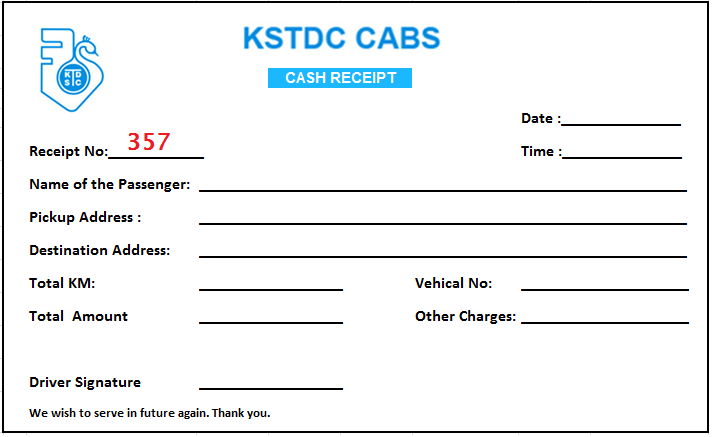 KSTDC CABS
KTDSC
CASH RECEIPT
Date :
Receipt No: 357
Time :
Name of the Passenger:
Pickup Address :
Destination Address:
Total KM: Vehical No:
Total Amount Other Charges:
Driver Signature
We wish to serve in future again. Thank you.